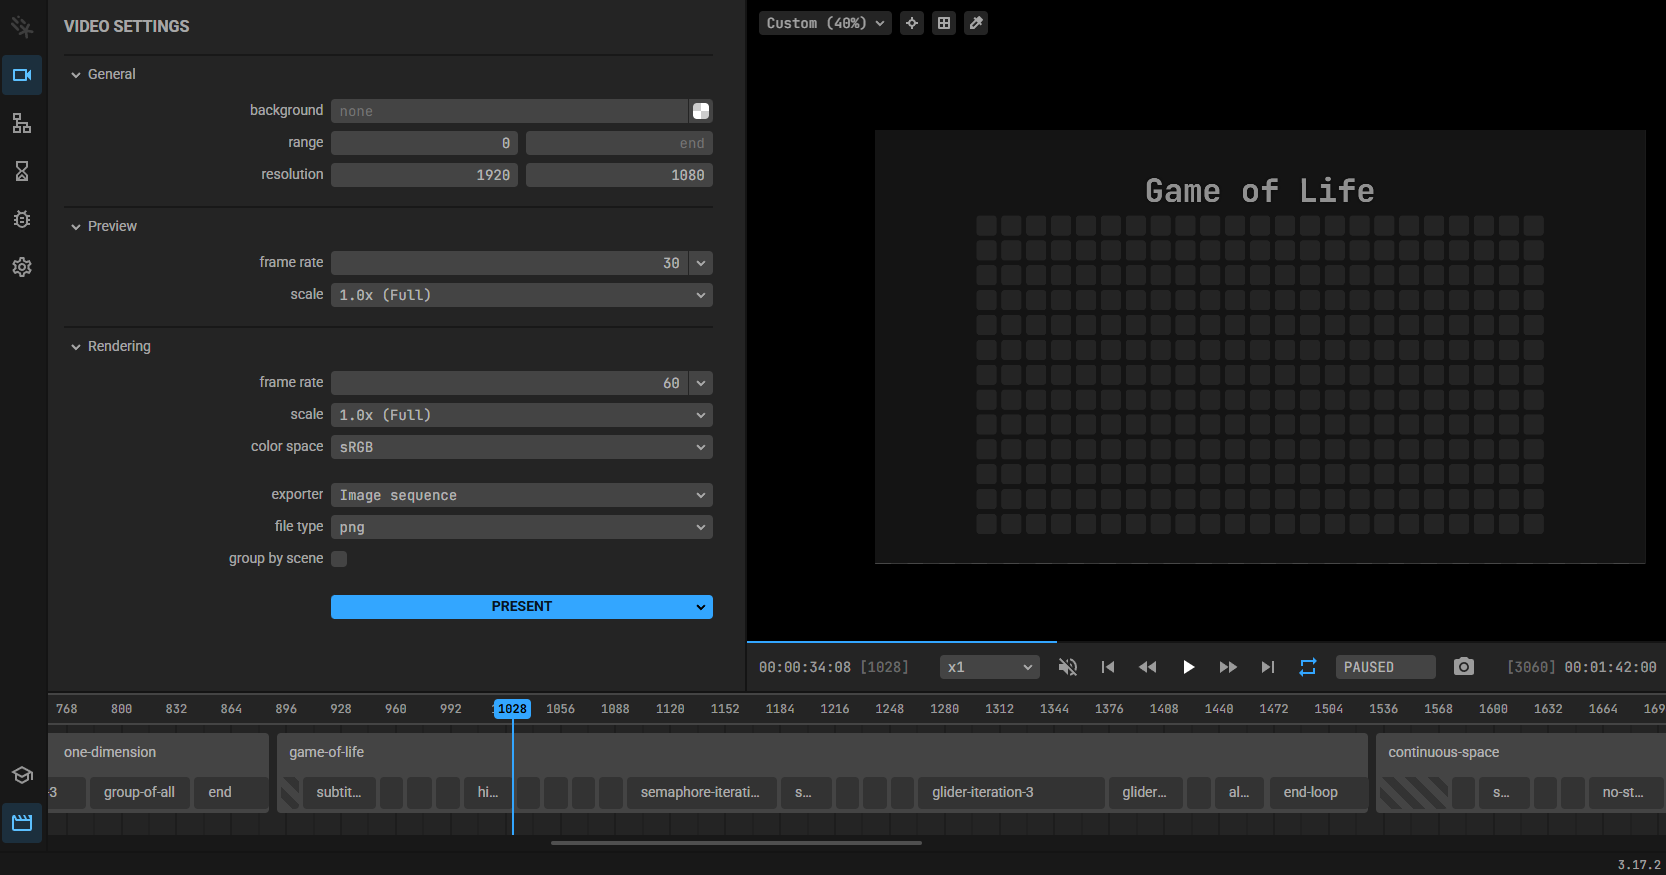 VIDEO SETTINGS
General
background none
range 0 end
resolution 1920 1080
Preview
frame rate 30
scale 1.0x (Full)
Rendering
frame rate 60
scale 1.0x (Full)
color space sRGB
exporter Image sequence
file type png
group by scene
PRESENT
Custom (40%)
Game of Life
00:00:34:08 [1028] x1 PAUSED [3060] 00:01:42:00
768 800 832 864 896 928 960 992 1028 1056 1088 1120 1152 1184 1216 1248 1280 1312 1344 1376 1408 1440 1472 1504 1536 1568 1600 1632 1664 169
one-dimension game-of-life continuous-space
-3 group-of-all end subtit... hi... semaphore-iterati... s... glider-iteration-3 glider... al... end-loop s... no-st...
3.17.2